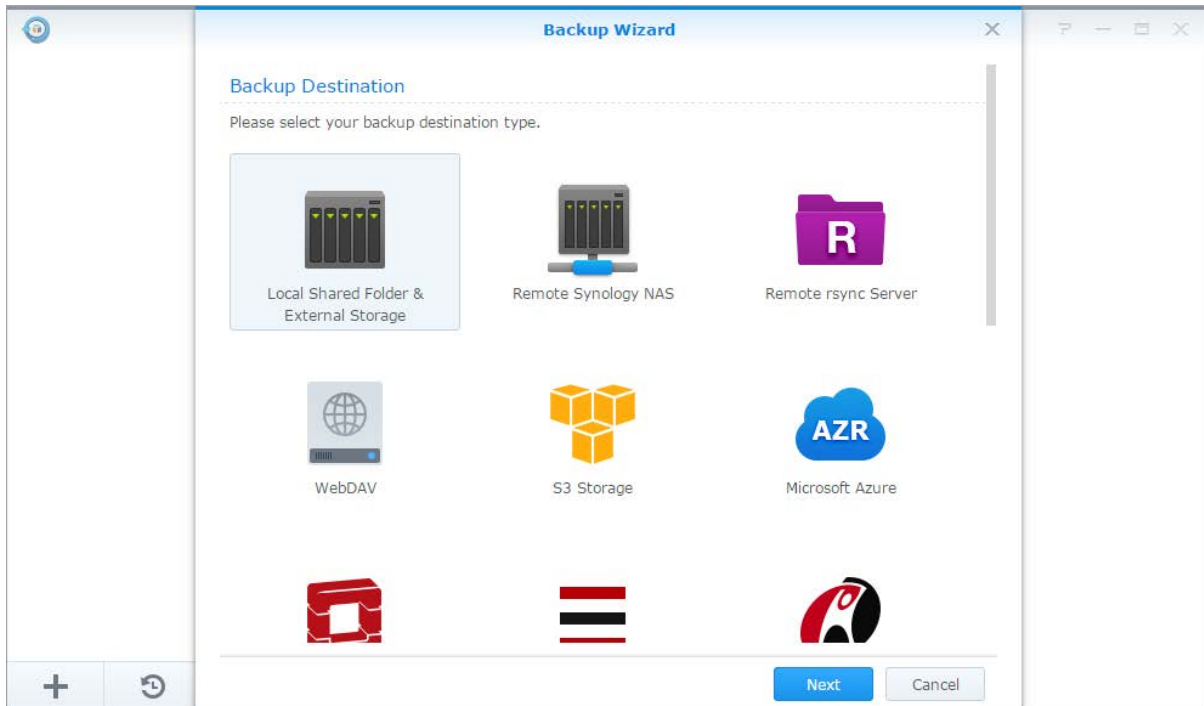 Backup Wizard
Backup Destination
Please select your backup destination type.
R
Local Shared Folder &
External Storage
Remote Synology NAS
Remote rsync Server
AZR
WebDAV
S3 Storage
Microsoft Azure
Next
Cancel